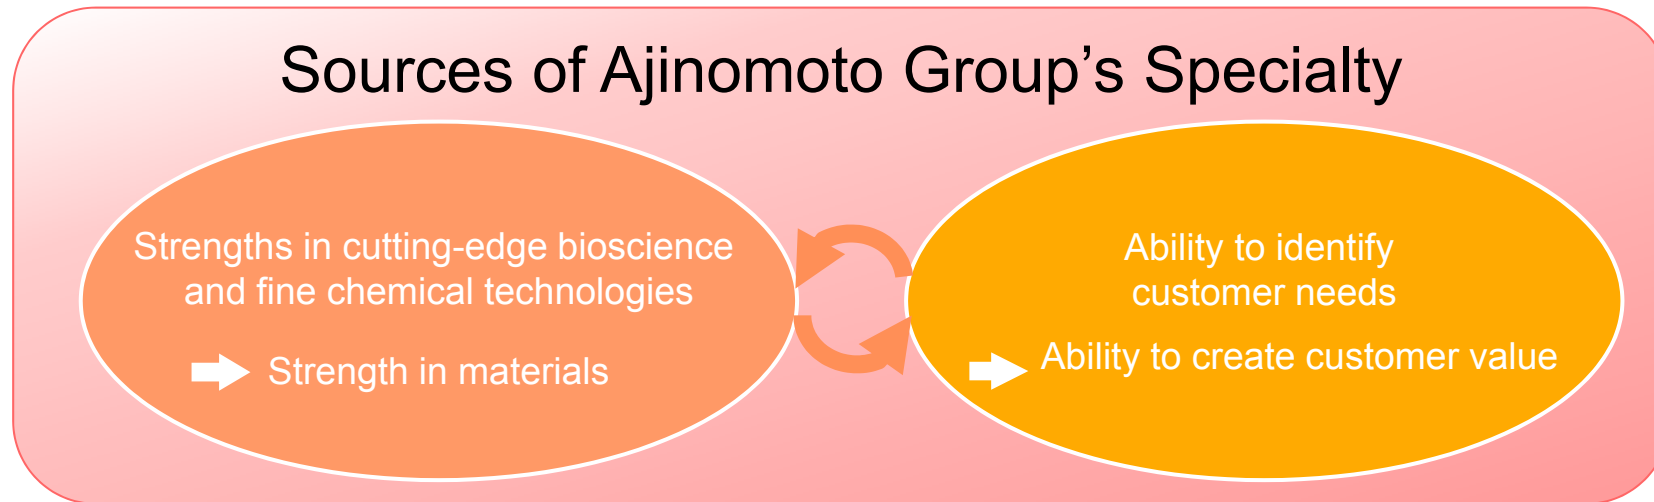 Sources of Ajinomoto Group’s Specialty
Strengths in cutting-edge bioscience
and fine chemical technologies
Strength in materials
Ability to identify
customer needs
Ability to create customer value